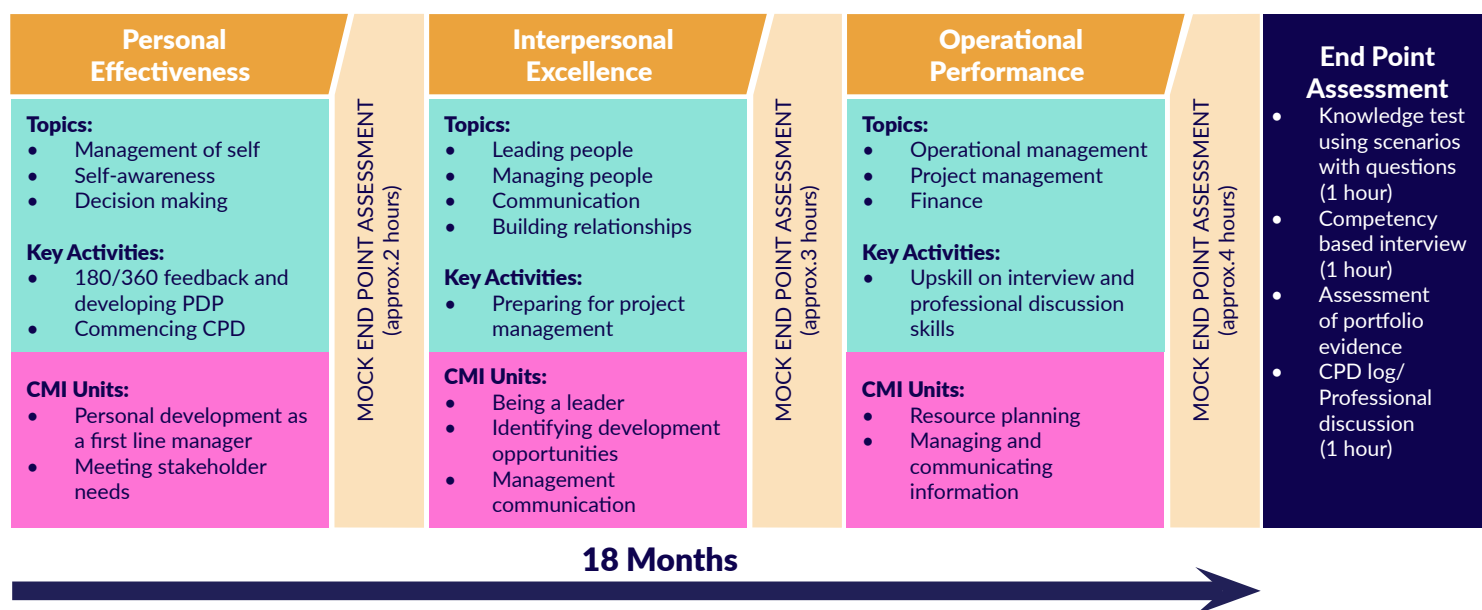 Personal
Effectiveness
Topics:
• Management of self
• Self-awareness
• Decision making
Key Activities:
• 180/360 feedback and
developing PDP
• Commencing CPD
CMI Units:
• Personal development as
a first line manager
• Meeting stakeholder
needs
MOCK END POINT ASSESSMENT
(approx.2 hours)
Interpersonal
Excellence
Topics:
• Leading people
• Managing people
• Communication
• Building relationships
Key Activities:
• Preparing for project
management
CMI Units:
• Being a leader
• Identifying development
opportunities
• Management
communication
MOCK END POINT ASSESSMENT
(approx.3 hours)
Operational
Performance
Topics:
• Operational management
• Project management
• Finance
Key Activities:
• Upskill on interview and
professional discussion
skills
CMI Units:
• Resource planning
• Managing and
communicating
information
MOCK END POINT ASSESSMENT
(approx.4 hours)
End Point
Assessment
• Knowledge test
using scenarios
with questions
(1 hour)
• Competency
based interview
(1 hour)
• Assessment
of portfolio
evidence
• CPD log/
Professional
discussion
(1 hour)
18 Months